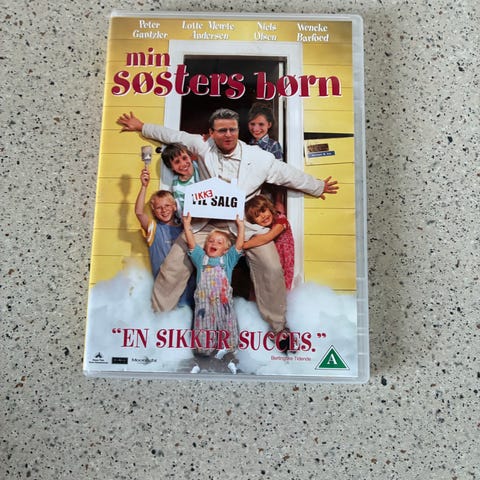 Peter Gantzler
Lotte Merete Andersen
Niels Olsen
Wencke Barfoed
min
søsters børn
IKKE
TIL SALG
"EN SIKKER SUCCES."
Berlingske Tidende
A